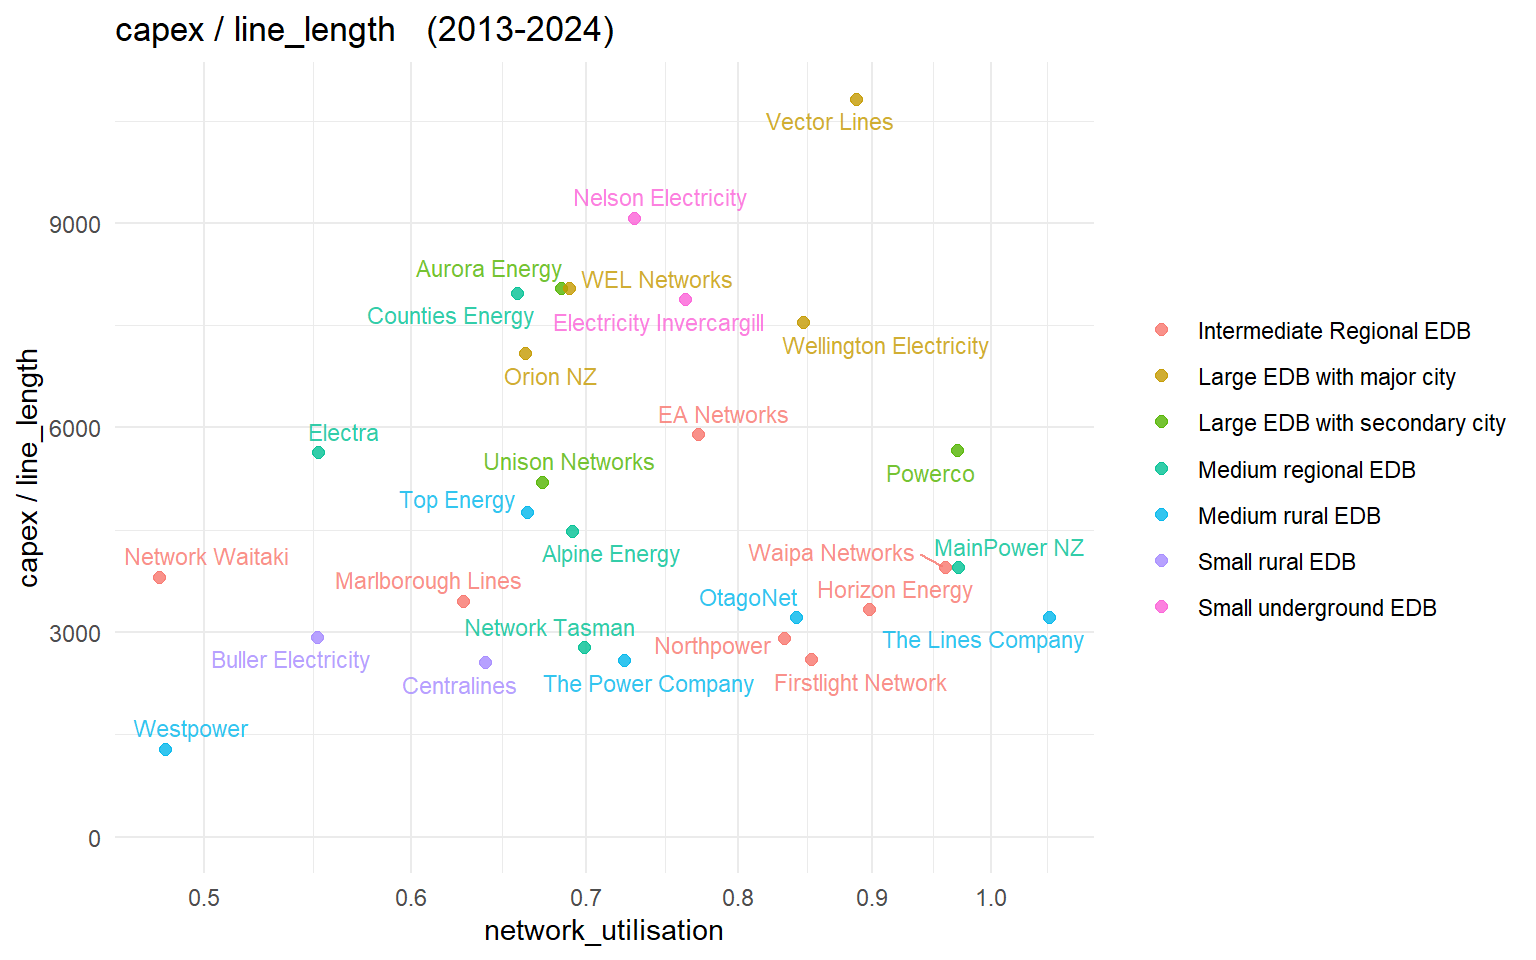 capex / line_length (2013-2024)
Vector Lines
Nelson Electricity
9000
Aurora Energy
WEL Networks
Counties Energy
Electricity Invercargill
Wellington Electricity
Orion NZ
EA Networks
6000
Electra
Unison Networks
Powerco
Top Energy
Alpine Energy
Network Waitaki
Waipa Networks
MainPower NZ
Marlborough Lines
Horizon Energy
OtagoNet
Network Tasman
3000
Northpower
The Lines Company
Buller Electricity
Centralines
The Power Company
Firstlight Network
Westpower
0
0.5 0.6 0.7 0.8 0.9 1.0
network_utilisation
capex / line_length
Intermediate Regional EDB
Large EDB with major city
Large EDB with secondary city
Medium regional EDB
Medium rural EDB
Small rural EDB
Small underground EDB